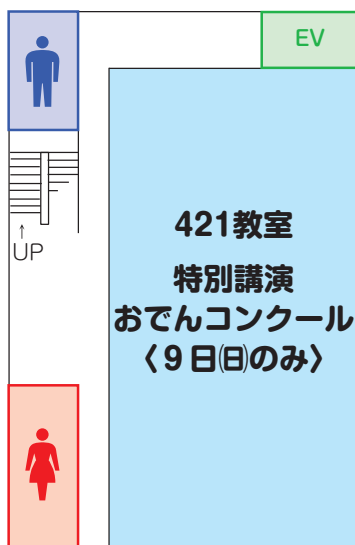 EV
UP
421教室
特別講演
おでんコンクール
〈9日㈰のみ〉